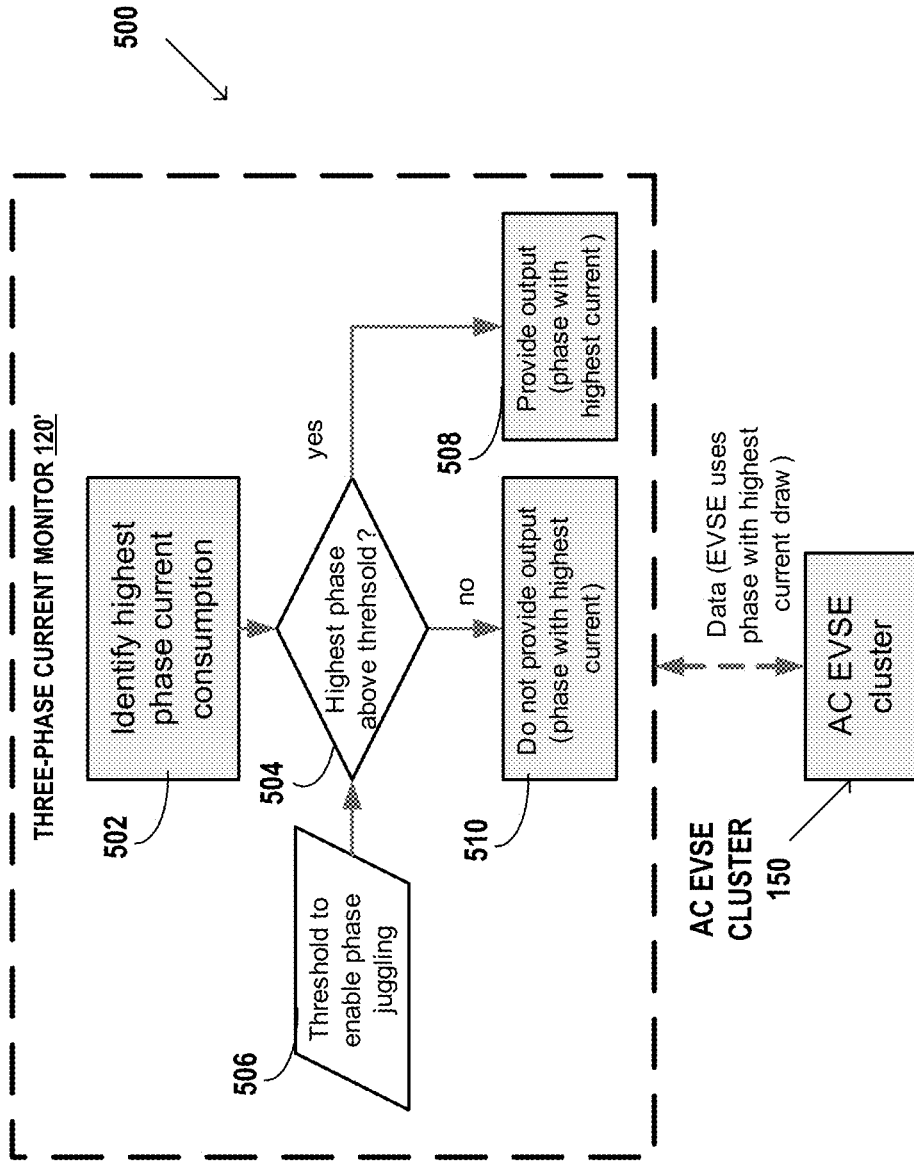 500
THREE-PHASE CURRENT MONITOR 120'
Identify highest
phase current
consumption
502
Threshold to
enable phase
juggling
506
Highest phase
above threhsold?
504
yes
no
Provide output
(phase with
highest current)
508
Do not provide output
(phase with highest
current)
510
Data (EVSE uses
phase with highest
current draw)
AC EVSE
CLUSTER
150
AC EVSE
cluster